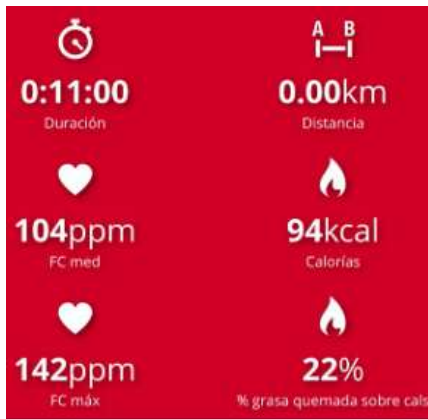 A B
0:11:00 0.00km
Duración Distancia
104ppm 94kcal
FC med Calorías
142ppm 22%
FC máx % grasa quemada sobre cals